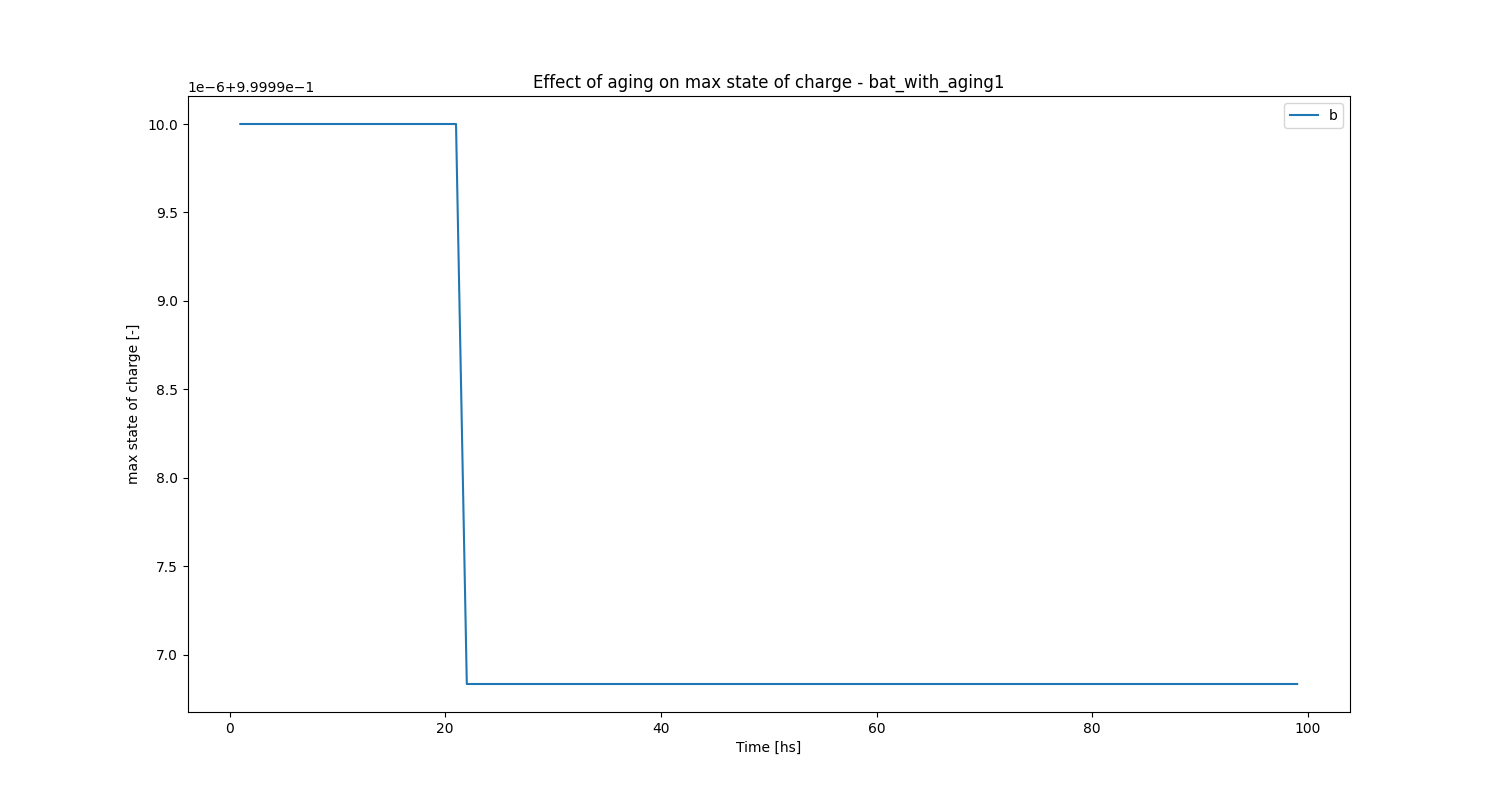 Effect of aging on max state of charge - bat_with_aging1
1e−6+9.9999e−1
b
10.0
9.5
9.0
8.5
8.0
7.5
7.0
max state of charge [-]
0 20 40 60 80 100
Time [hs]